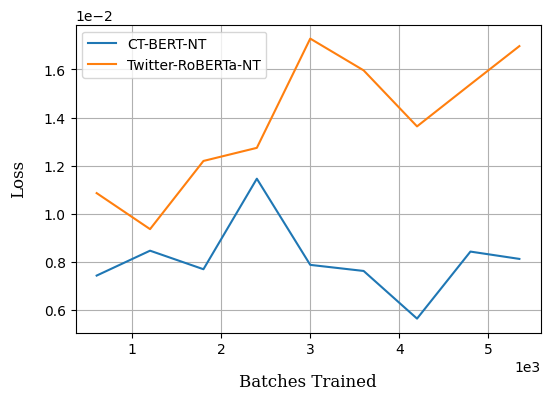 1e−2
CT-BERT-NT
Twitter-RoBERTa-NT
1.6
1.4
1.2
1.0
0.8
0.6
Loss
1 2 3 4 5
1e3
Batches Trained